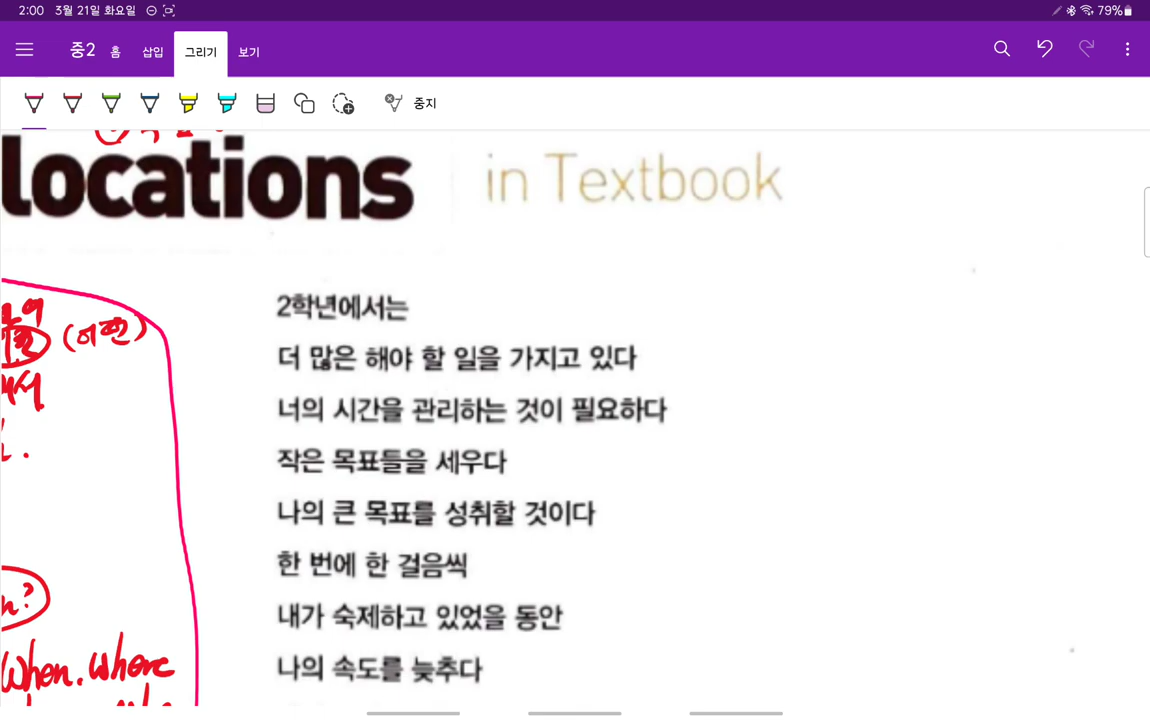 2:00 3월 21일 화요일 79%
중2 홈 삽입 그리기 보기
중지
locations in Textbook
(어떤)
2학년에서는
더 많은 해야 할 일을 가지고 있다
너의 시간을 관리하는 것이 필요하다
작은 목표들을 세우다
나의 큰 목표를 성취할 것이다
한 번에 한 걸음씩
내가 숙제하고 있었을 동안
when. where
나의 속도를 늦추다